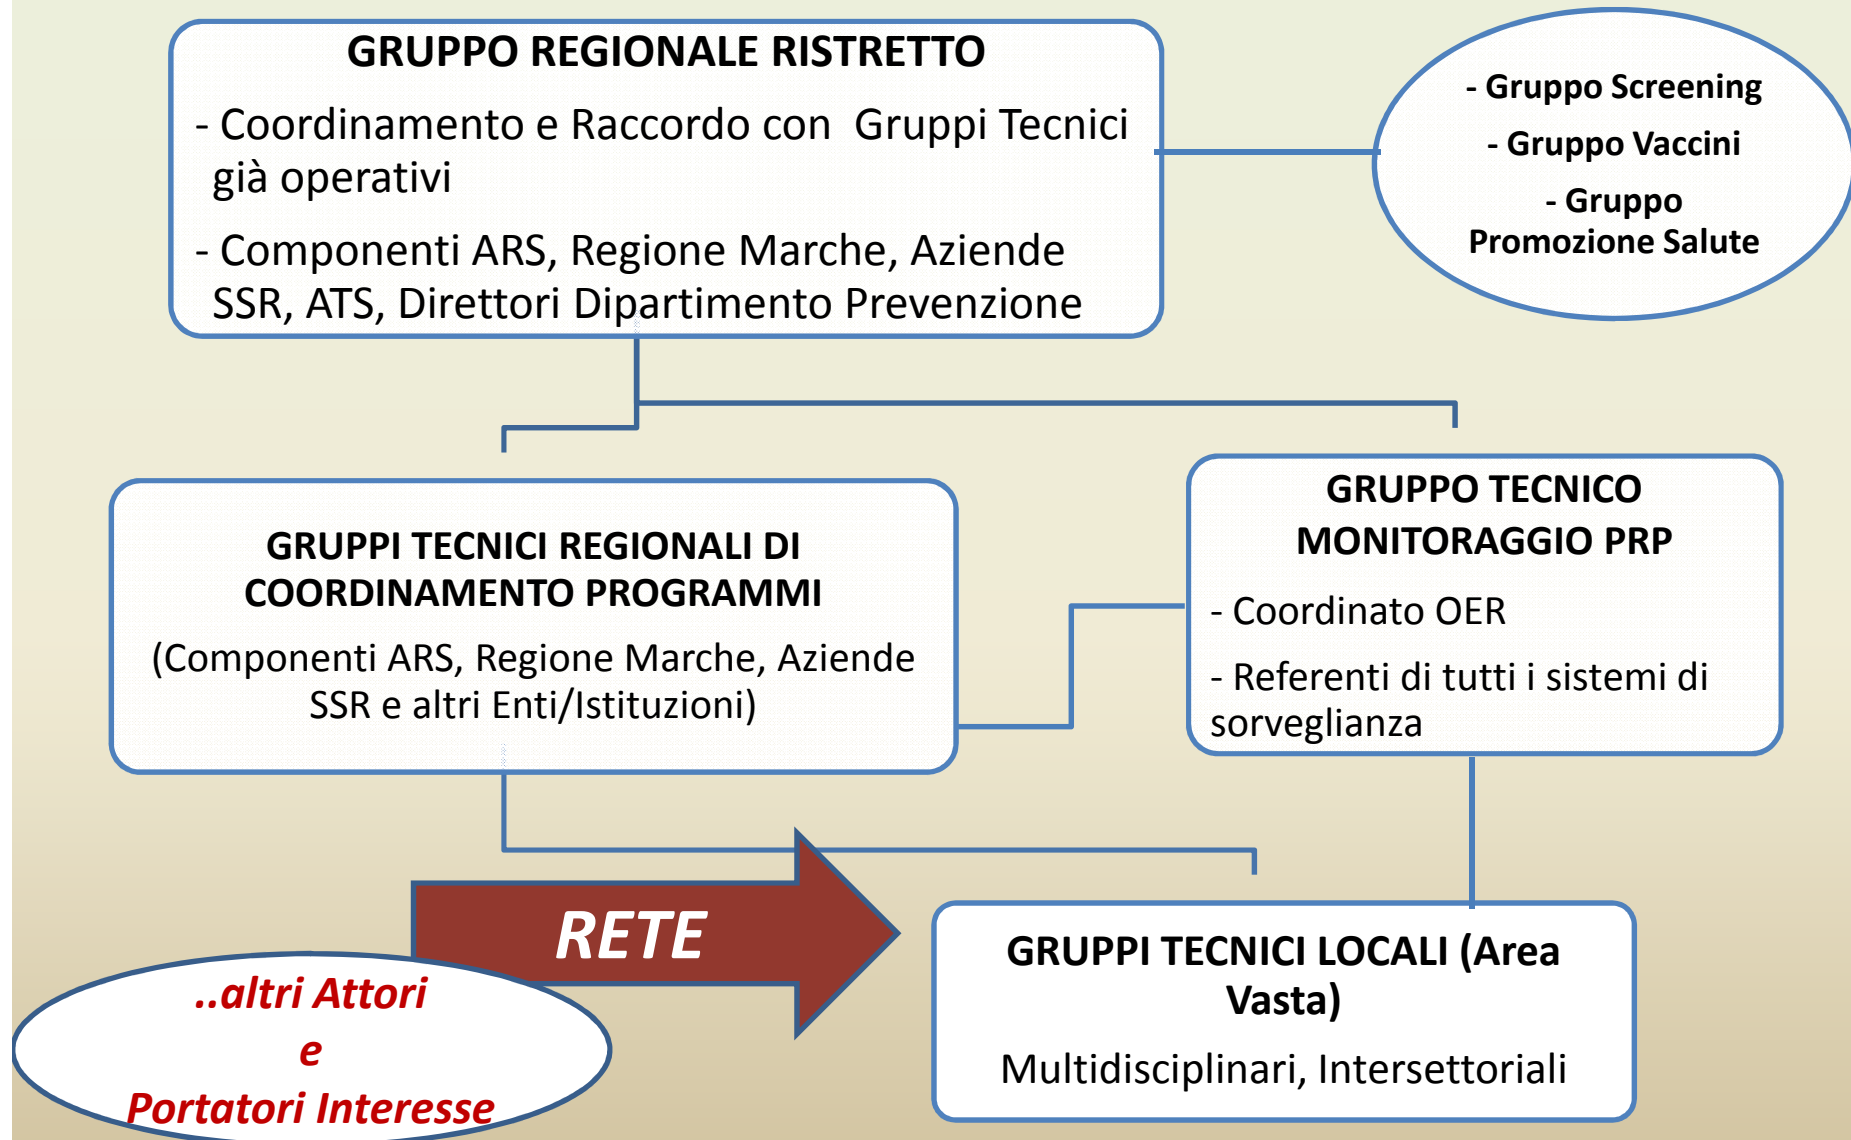 GRUPPO REGIONALE RISTRETTO
- Coordinamento e Raccordo con Gruppi Tecnici
già operativi
- Componenti ARS, Regione Marche, Aziende
SSR, ATS, Direttori Dipartimento Prevenzione
- Gruppo Screening
- Gruppo Vaccini
- Gruppo
Promozione Salute
GRUPPI TECNICI REGIONALI DI
COORDINAMENTO PROGRAMMI
(Componenti ARS, Regione Marche, Aziende
SSR e altri Enti/Istituzioni)
GRUPPO TECNICO
MONITORAGGIO PRP
- Coordinato OER
- Referenti di tutti i sistemi di
sorveglianza
RETE
..altri Attori
e
Portatori Interesse
GRUPPI TECNICI LOCALI (Area
Vasta)
Multidisciplinari, Intersettoriali